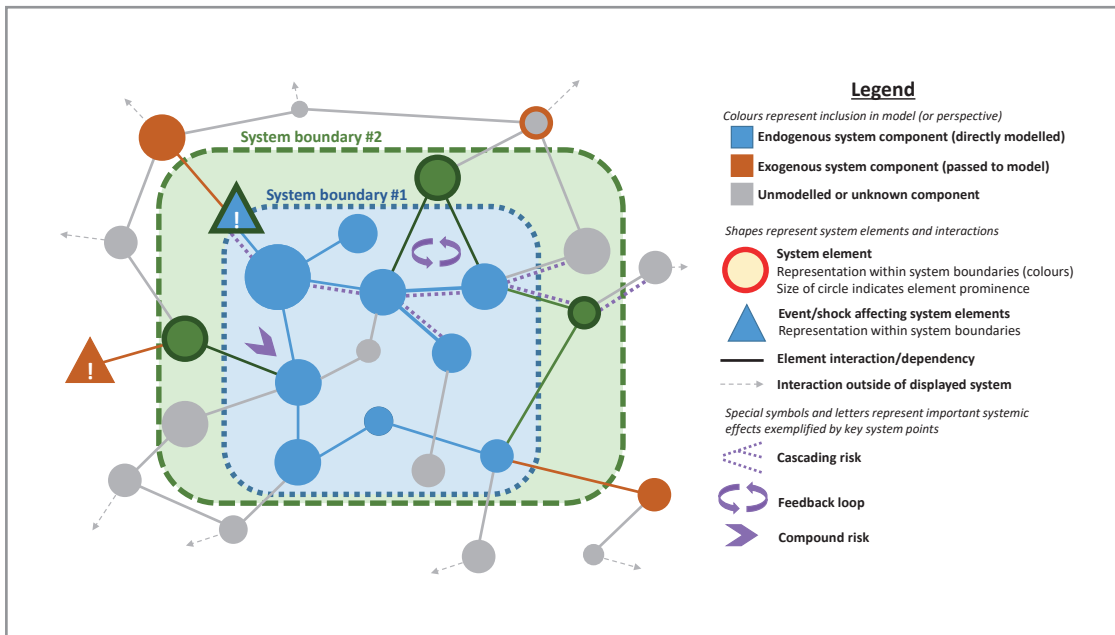 System boundary #2
System boundary #1
!
!
Legend
Colours represent inclusion in model (or perspective)
Endogenous system component (directly modelled)
Exogenous system component (passed to model)
Unmodelled or unknown component
Shapes represent system elements and interactions
System element
Representation within system boundaries (colours)
Size of circle indicates element prominence
Event/shock affecting system elements
Representation within system boundaries
Element interaction/dependency
Interaction outside of displayed system
Special symbols and letters represent important systemic
effects exemplified by key system points
Cascading risk
Feedback loop
Compound risk